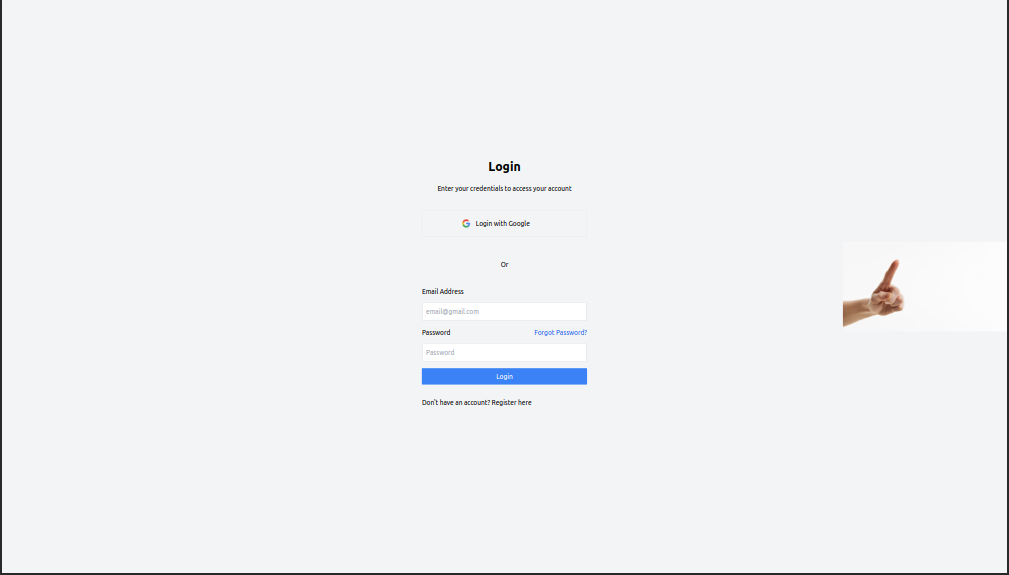 Login
Enter your credentials to access your account
Login with Google
Or
Email Address
email@gmail.com
Password Forgot Password?
Password
Login
Don't have an account? Register here